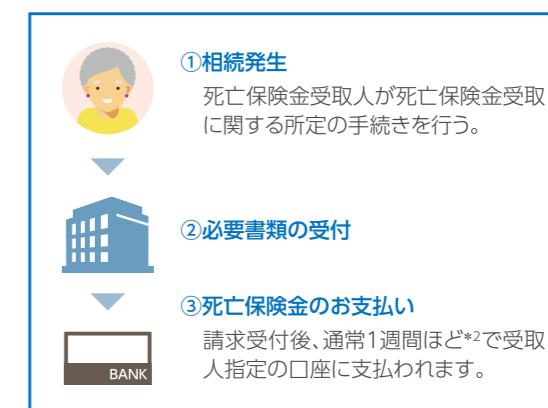 ①相続発生
死亡保険金受取人が死亡保険金受取
に関する所定の手続きを行う。
②必要書類の受付
③死亡保険金のお支払い
請求受付後、通常1週間ほど*2で受取
人指定の口座に支払われます。
BANK